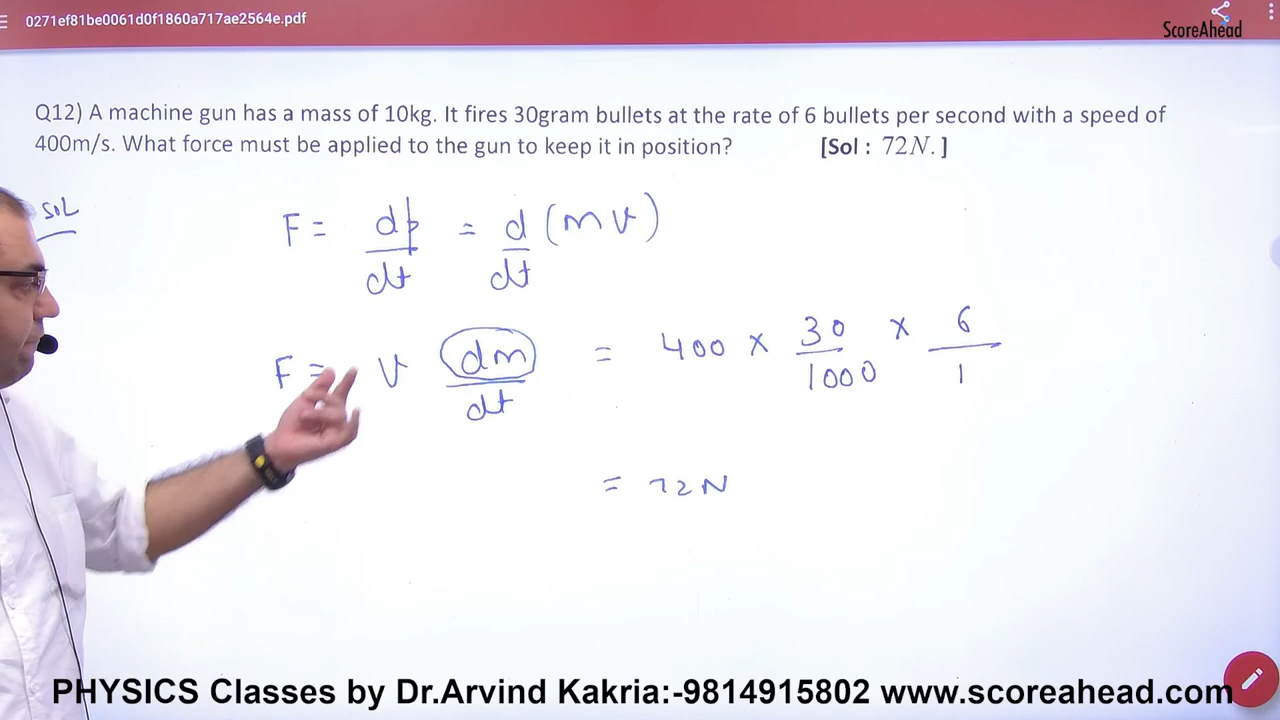 0271ef81be0061d0f1860a717ae2564e.pdf
ScoreAhead
Q12) A machine gun has a mass of 10kg. It fires 30gram bullets at the rate of 6 bullets per second with a speed of
400m/s. What force must be applied to the gun to keep it in position? [Sol : 72N.]
Sol
F = dp/dt = d/dt (mv)
F = v dm/dt = 400 × 30/1000 × 6/1
= 72N
PHYSICS Classes by Dr.Arvind Kakria:-9814915802 www.scoreahead.com